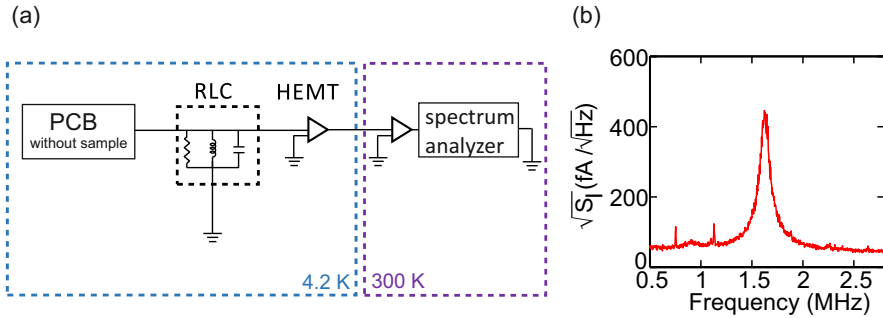 (a)
RLC
HEMT
PCB
without sample
spectrum
analyzer
4.2 K
300 K
(b)
600
400
200
0
√S_I (fA/√Hz)
0.5
1
1.5
2
2.5
Frequency (MHz)